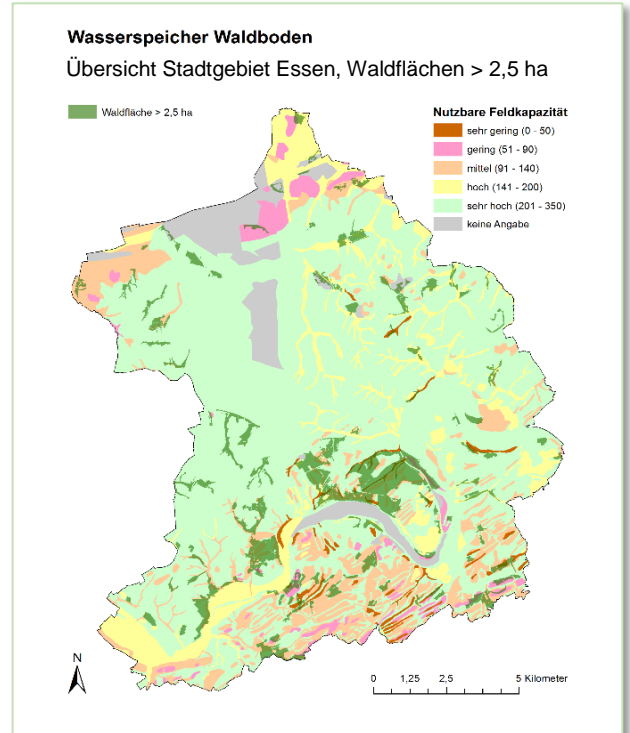 Wasserspeicher Waldboden
Übersicht Stadtgebiet Essen, Waldflächen > 2,5 ha
Waldfläche > 2,5 ha
Nutzbare Feldkapazität
sehr gering (0 - 50)
gering (51 - 90)
mittel (91 - 140)
hoch (141 - 200)
sehr hoch (201 - 350)
keine Angabe
N
0 1,25 2,5 5 Kilometer